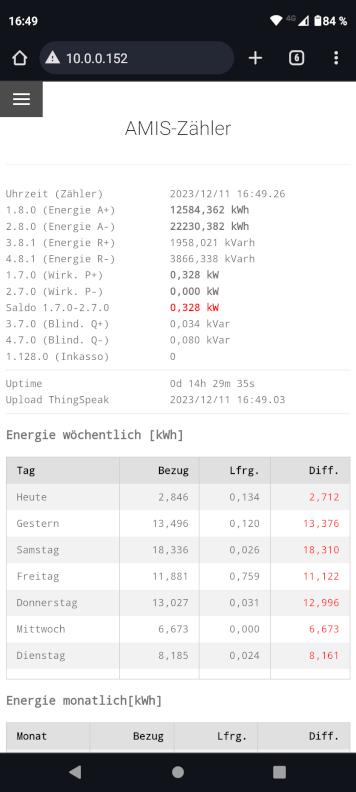 16:49 4G 84 %
10.0.0.152 6
AMIS-Zähler
Uhrzeit (Zähler) 2023/12/11 16:49.26
1.8.0 (Energie A+) 12584,362 kWh
2.8.0 (Energie A-) 22230,382 kWh
3.8.1 (Energie R+) 1958,021 kVarh
4.8.1 (Energie R-) 3866,338 kVarh
1.7.0 (Wirk. P+) 0,328 kW
2.7.0 (Wirk. P-) 0,000 kW
Saldo 1.7.0-2.7.0 0,328 kW
3.7.0 (Blind. Q+) 0,034 kVar
4.7.0 (Blind. Q-) 0,080 kVar
1.128.0 (Inkasso) 0
Uptime 0d 14h 29m 35s
Upload ThingSpeak 2023/12/11 16:49.03
Energie wöchentlich [kWh]
Tag Bezug Lfrg. Diff.
Heute 2,846 0,134 2,712
Gestern 13,496 0,120 13,376
Samstag 18,336 0,026 18,310
Freitag 11,881 0,759 11,122
Donnerstag 13,027 0,031 12,996
Mittwoch 6,673 0,000 6,673
Dienstag 8,185 0,024 8,161
Energie monatlich[kWh]
Monat Bezug Lfrg. Diff.